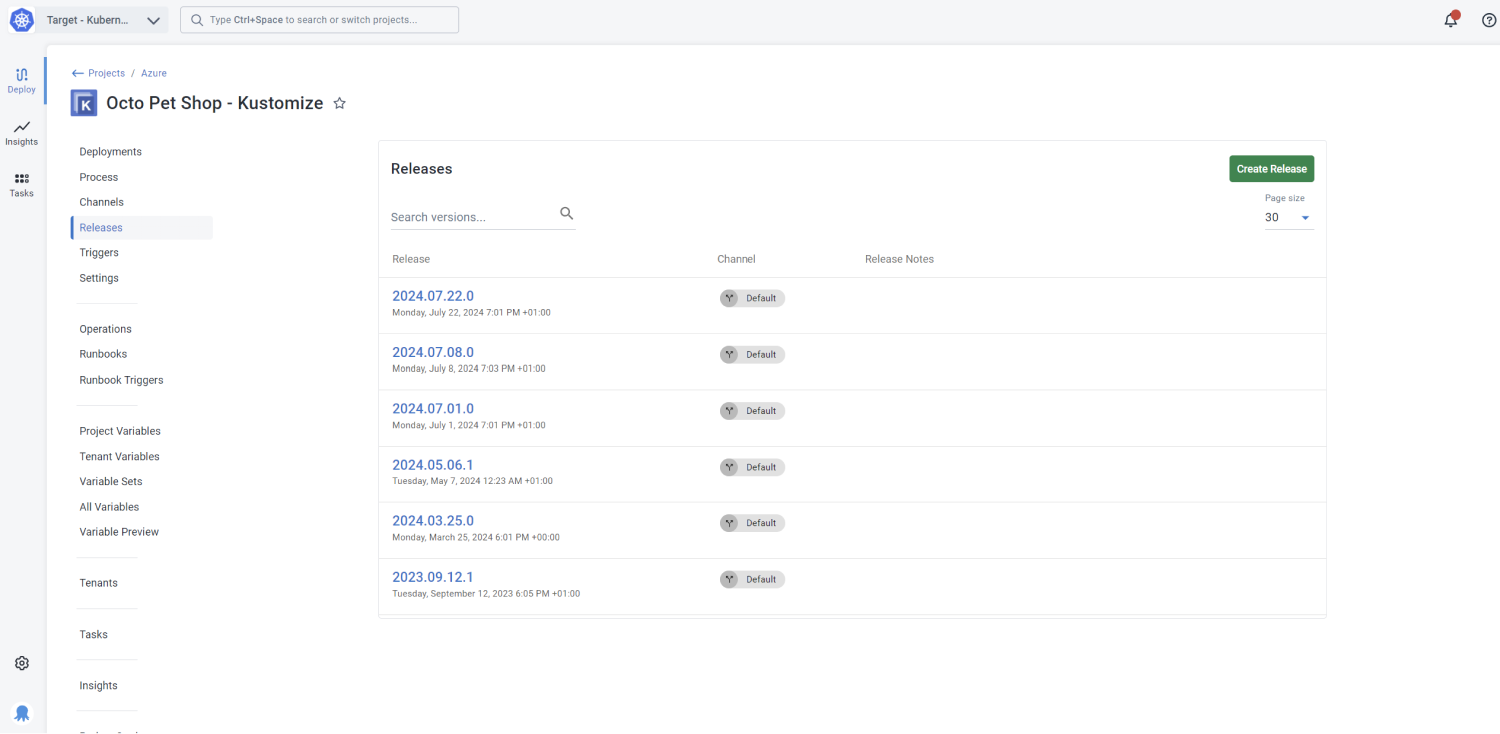 Target - Kubern...
Type Ctrl+Space to search or switch projects...
Deploy
Insights
Tasks
Projects / Azure
K
Octo Pet Shop - Kustomize
Deployments
Process
Channels
Releases
Triggers
Settings
Operations
Runbooks
Runbook Triggers
Project Variables
Tenant Variables
Variable Sets
All Variables
Variable Preview
Tenants
Tasks
Insights
Releases
Create Release
Search versions...
Page size
30
Release Channel Release Notes
2024.07.22.0 Default
Monday, July 22, 2024 7:01 PM +01:00
2024.07.08.0 Default
Monday, July 8, 2024 7:03 PM +01:00
2024.07.01.0 Default
Monday, July 1, 2024 7:01 PM +01:00
2024.05.06.1 Default
Tuesday, May 7, 2024 12:23 AM +01:00
2024.03.25.0 Default
Monday, March 25, 2024 6:01 PM +00:00
2023.09.12.1 Default
Tuesday, September 12, 2023 6:05 PM +01:00